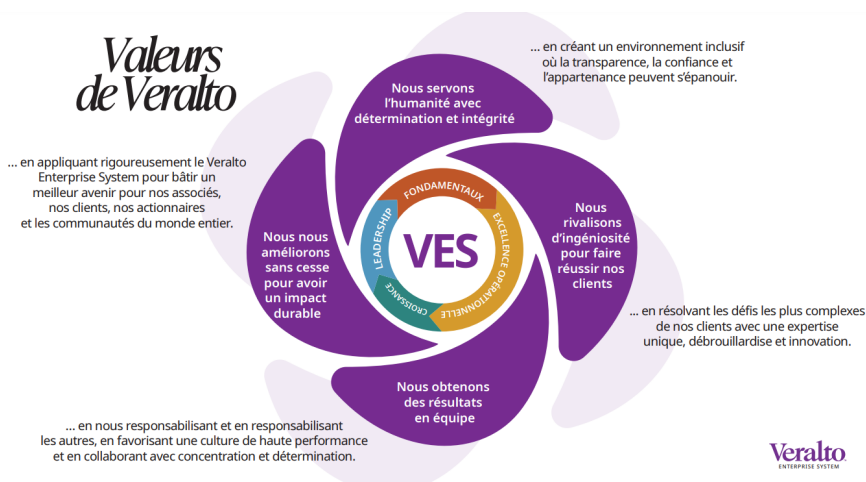 Valeurs
de Veralto
Nous servons
l'humanité avec
détermination et intégrité
... en créant un environnement inclusif
où la transparence, la confiance et
l'appartenance peuvent s'épanouir.
Nous
rivalisons
d'ingéniosité
pour faire
réussir nos
clients
... en résolvant les défis les plus complexes
de nos clients avec une expertise
unique, débrouillardise et innovation.
Nous obtenons
des résultats
en équipe
... en nous responsabilisant et en responsabilisant
les autres, en favorisant une culture de haute performance
et en collaborant avec concentration et détermination.
Nous nous
améliorons
sans cesse
pour avoir
un impact
durable
... en appliquant rigoureusement le Veralto
Enterprise System pour bâtir un
meilleur avenir pour nos associés,
nos clients, nos actionnaires
et les communautés du monde entier.
FONDAMENTAUX
EXCELLENCE OPÉRATIONNELLE
CROISSANCE
LEADERSHIP
VES
Veralto
ENTERPRISE SYSTEM